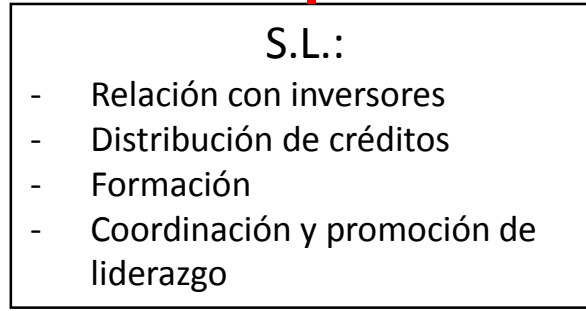 S.L.:
- Relación con inversores
- Distribución de créditos
- Formación
- Coordinación y promoción de
liderazgo